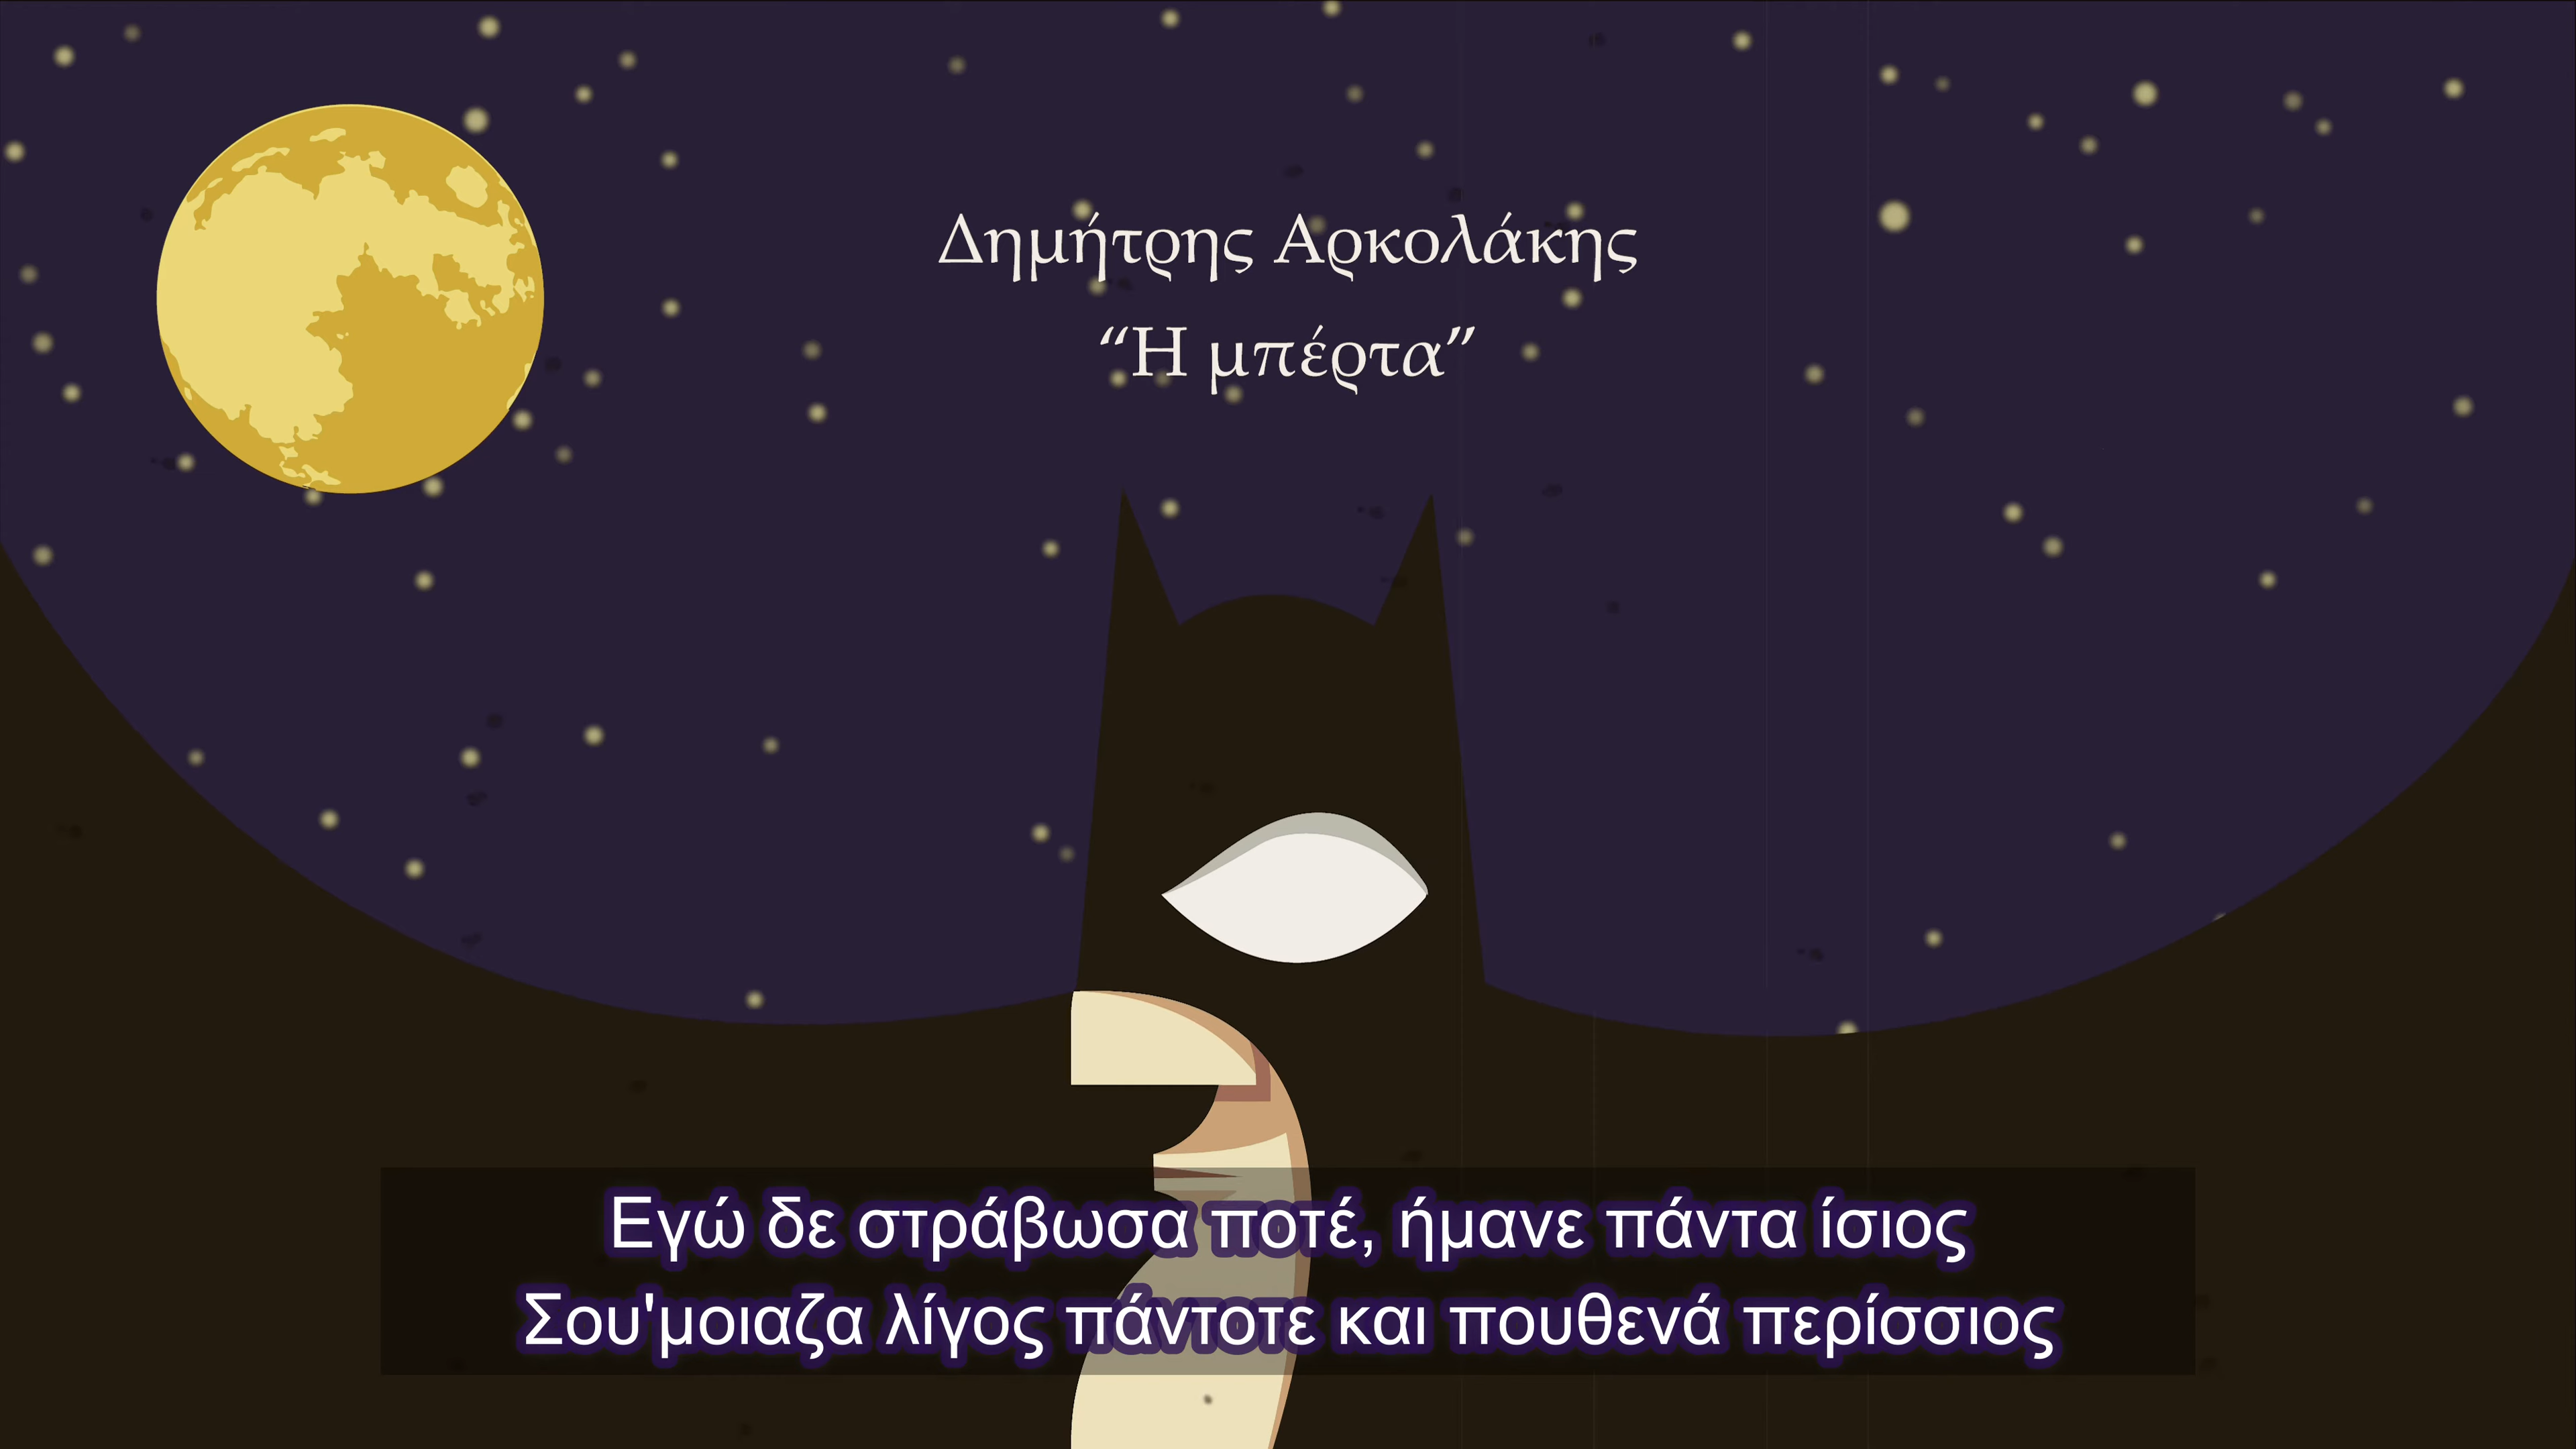 Δημήτρης Αρκολάκης
“Η μπέρτα”
Εγώ δε στράβωσα ποτέ, ήμανε πάντα ίσιος
Σου'μοιαζα λίγος πάντοτε και πουθενά περίσσιος